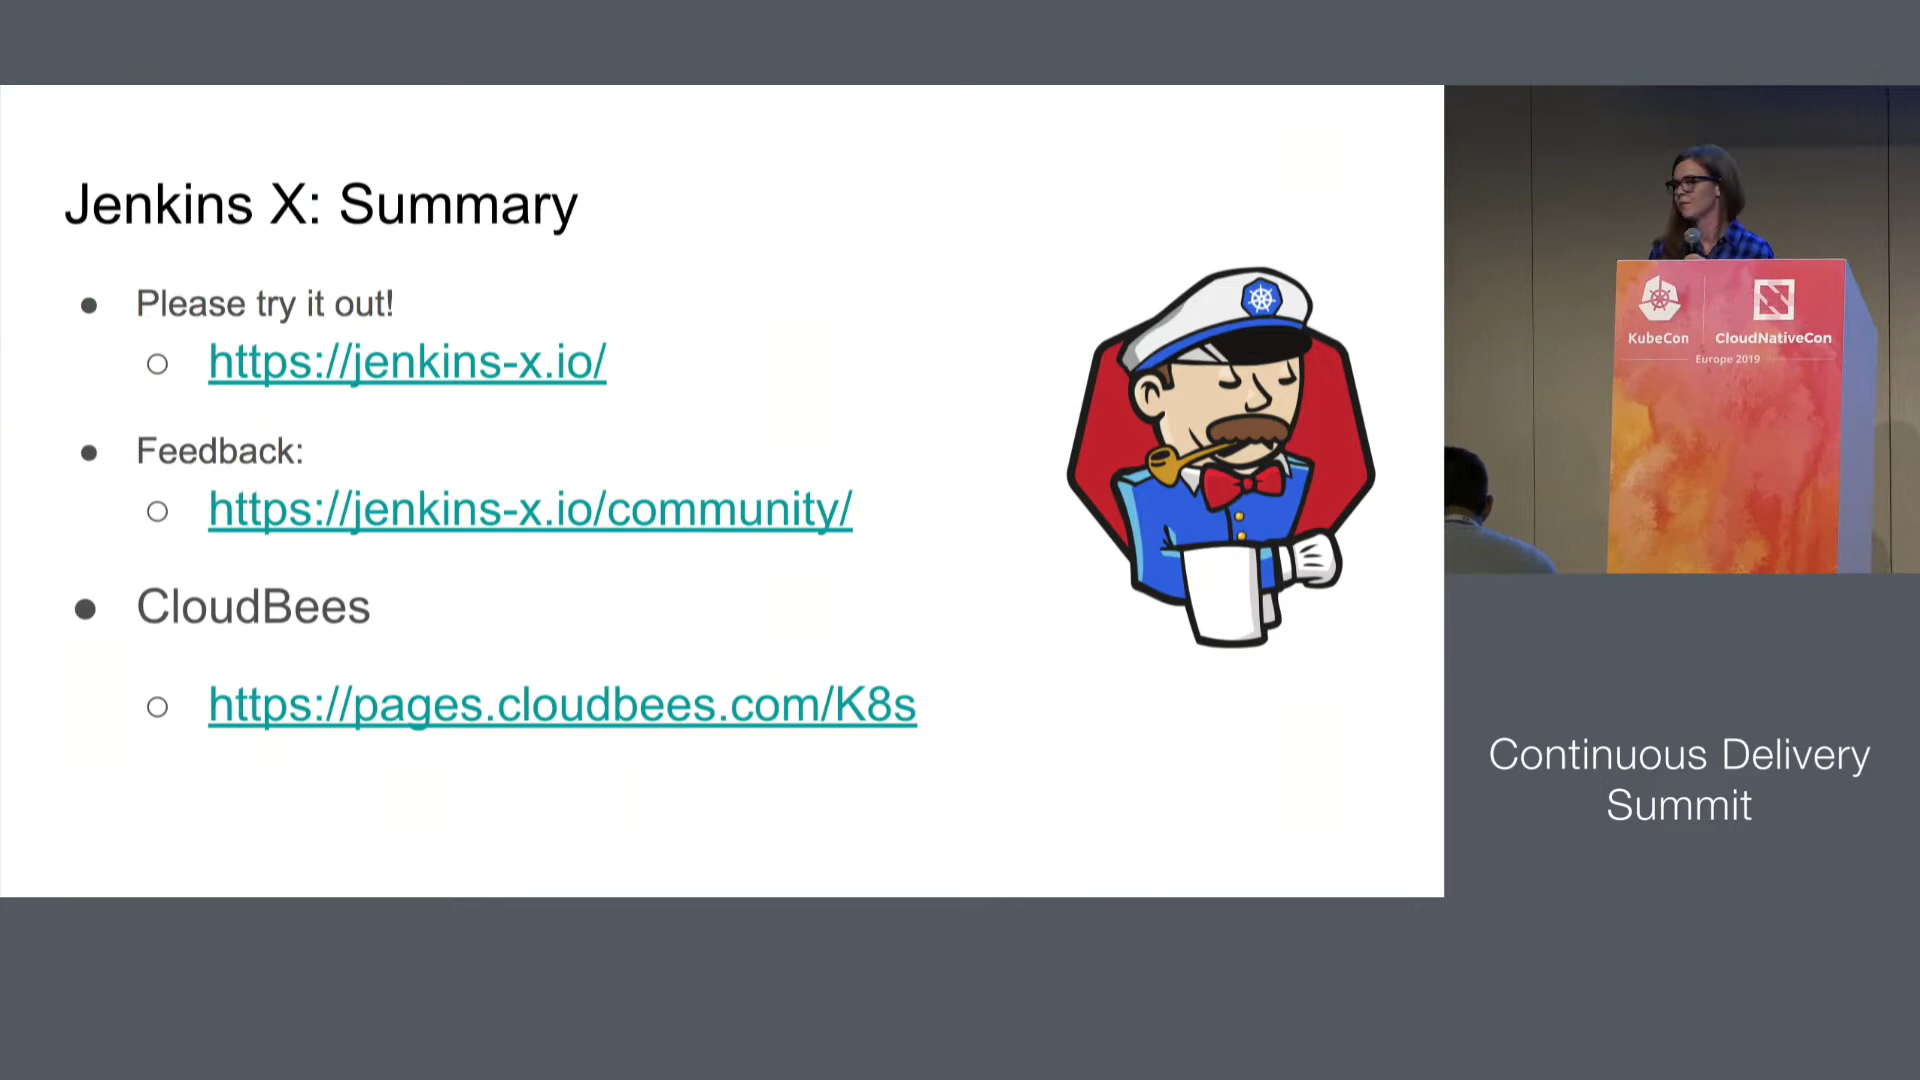 Jenkins X: Summary
Please try it out!
https://jenkins-x.io/
Feedback:
https://jenkins-x.io/community/
CloudBees
https://pages.cloudbees.com/K8s
KubeCon
CloudNativeCon
Europe 2019
Continuous Delivery
Summit